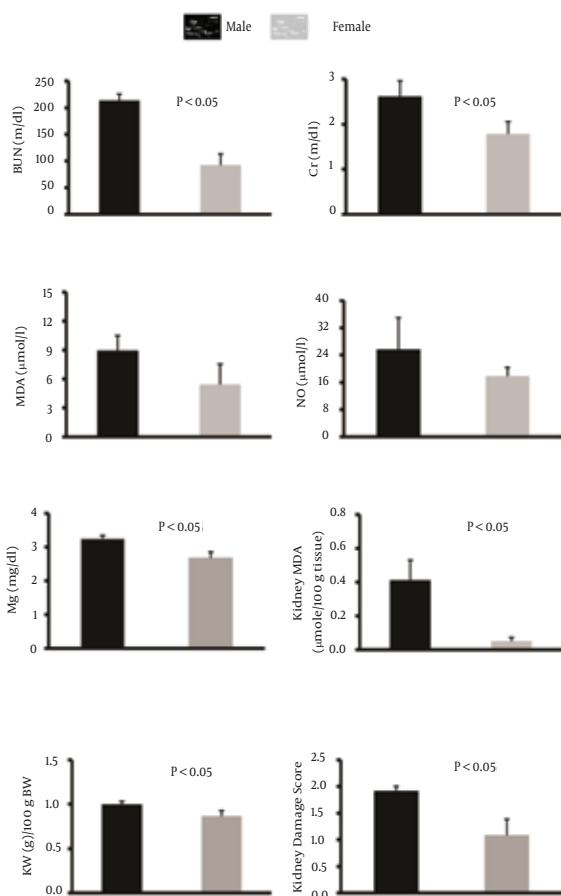 Male Female
BUN (m/dl)
250
200
150
100
50
0
P < 0.05
Cr (m/dl)
3
2
1
0
P < 0.05
MDA (µmol/l)
15
12
9
6
3
0
NO (µmol/l)
40
32
24
16
8
0
Mg (mg/dl)
4
3
2
1
0
P < 0.05
Kidney MDA
(µmole/100 g tissue)
0.8
0.6
0.4
0.2
0.0
P < 0.05
KW (g)/100 g BW
1.5
1.0
0.5
0.0
P < 0.05
Kidney Damage Score
2.5
2.0
1.5
1.0
0.5
0.0
P < 0.05